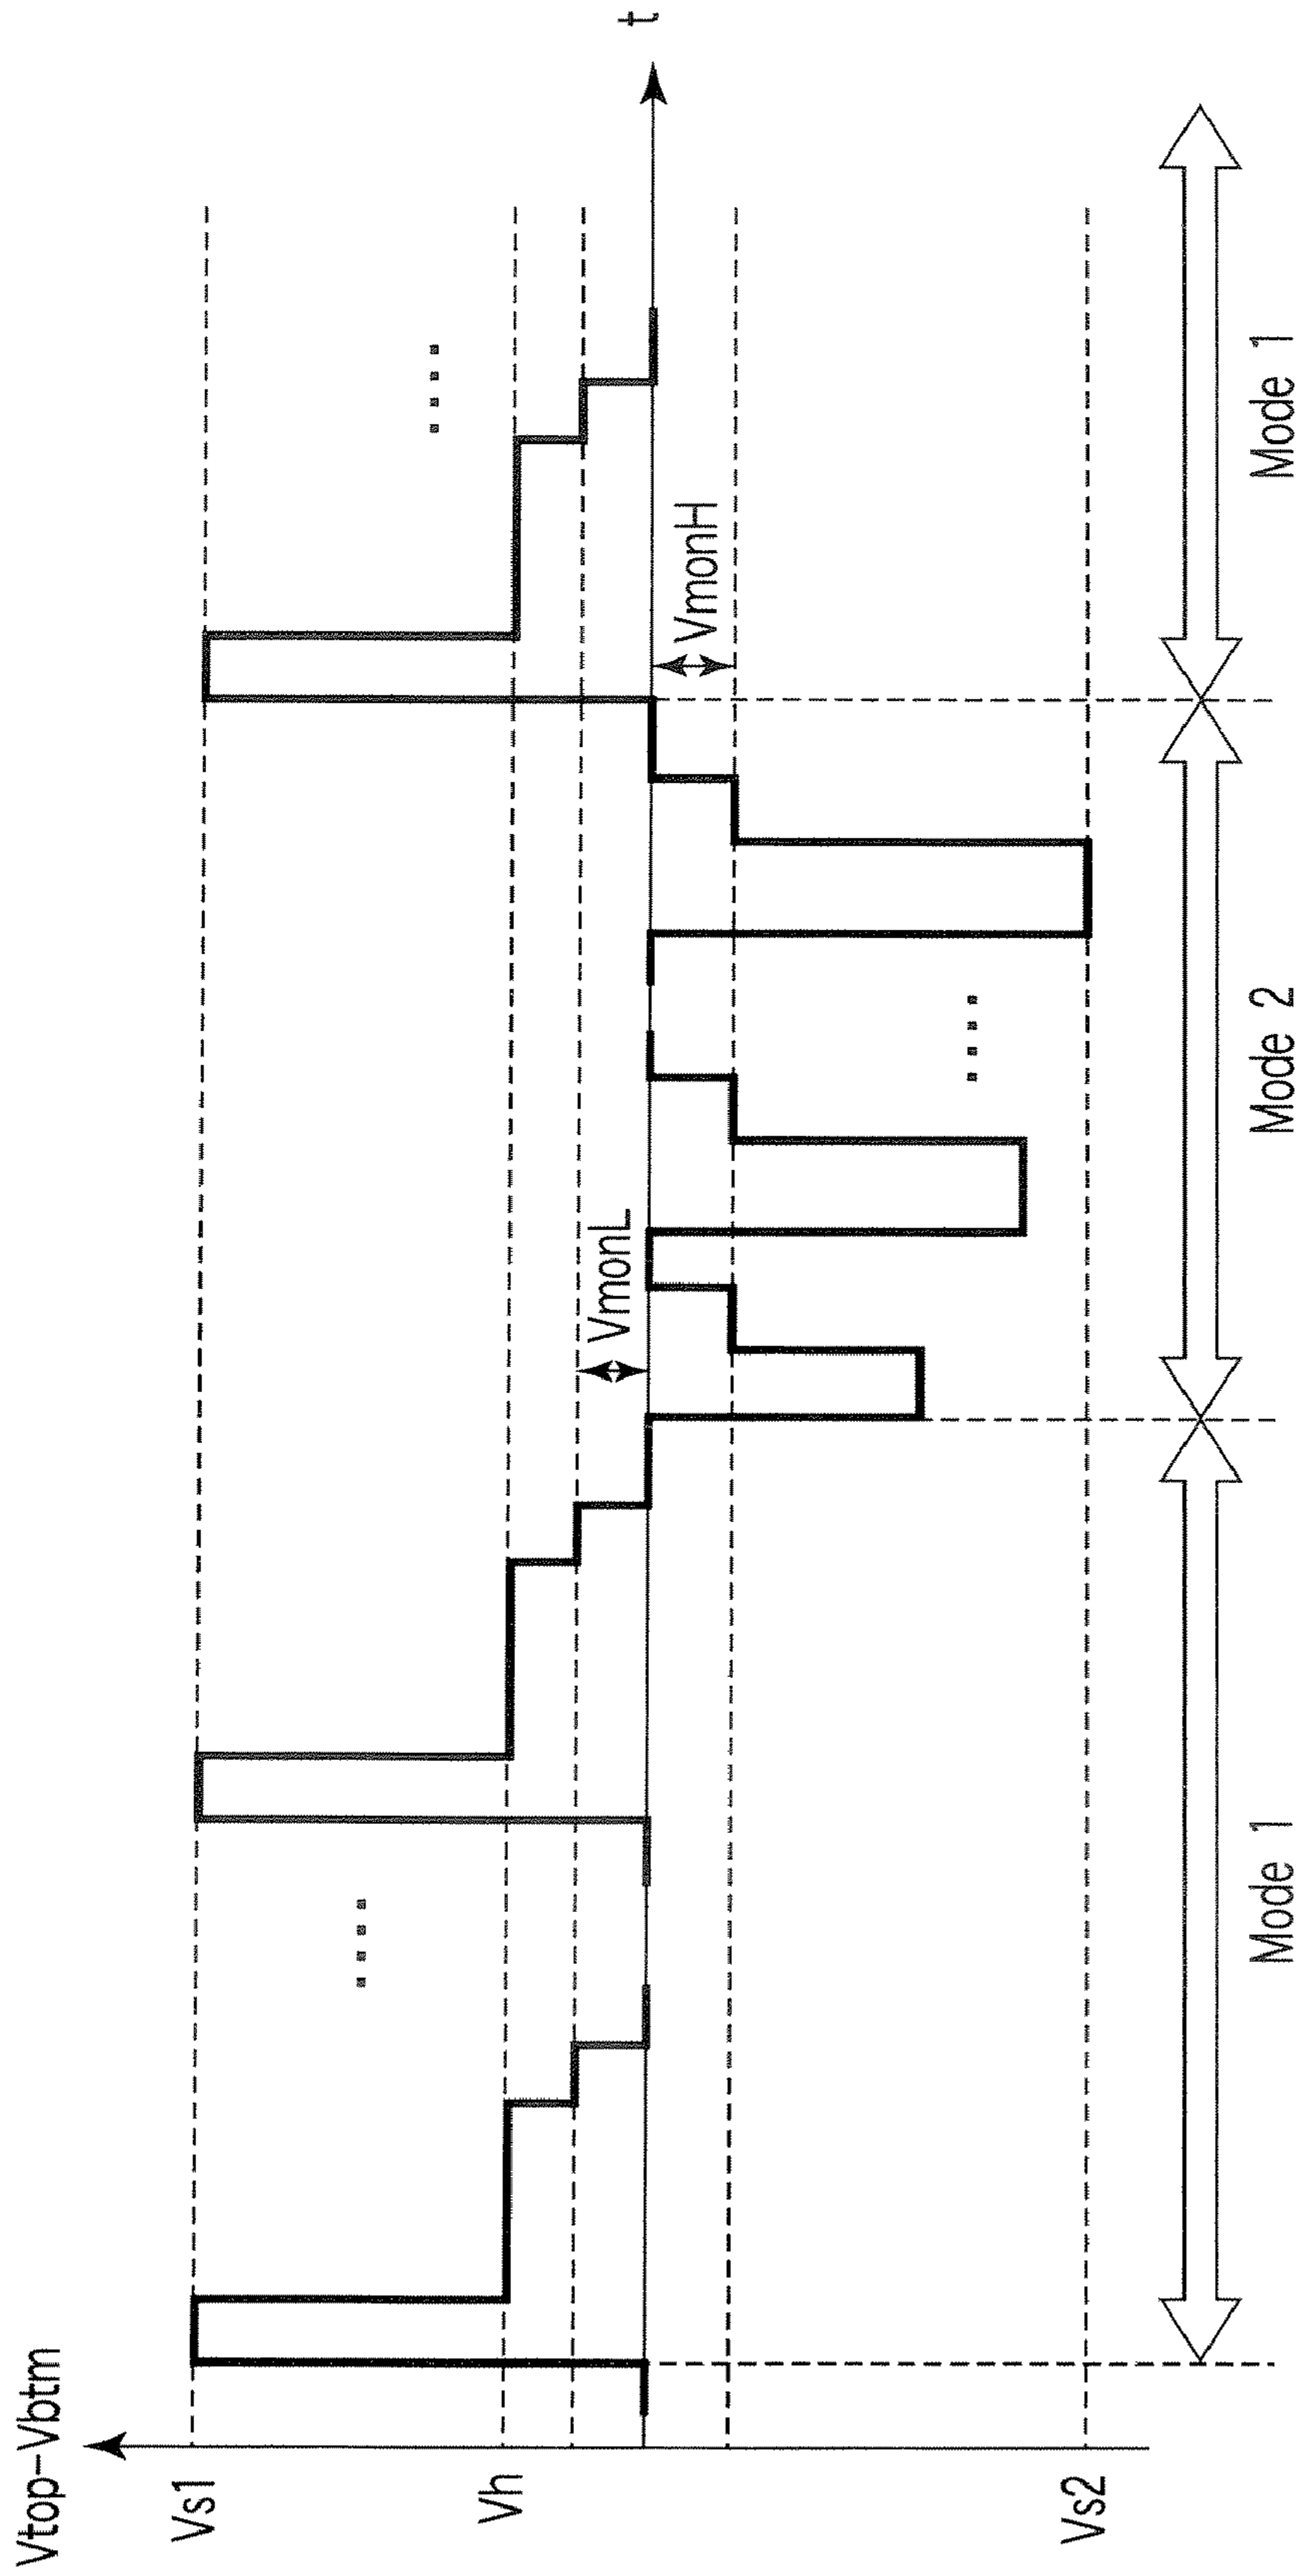 Vtop-Vbtm
Vs1
Vh
Vs2
VmonL
VmonH
t
Mode 1
Mode 2
Mode 1